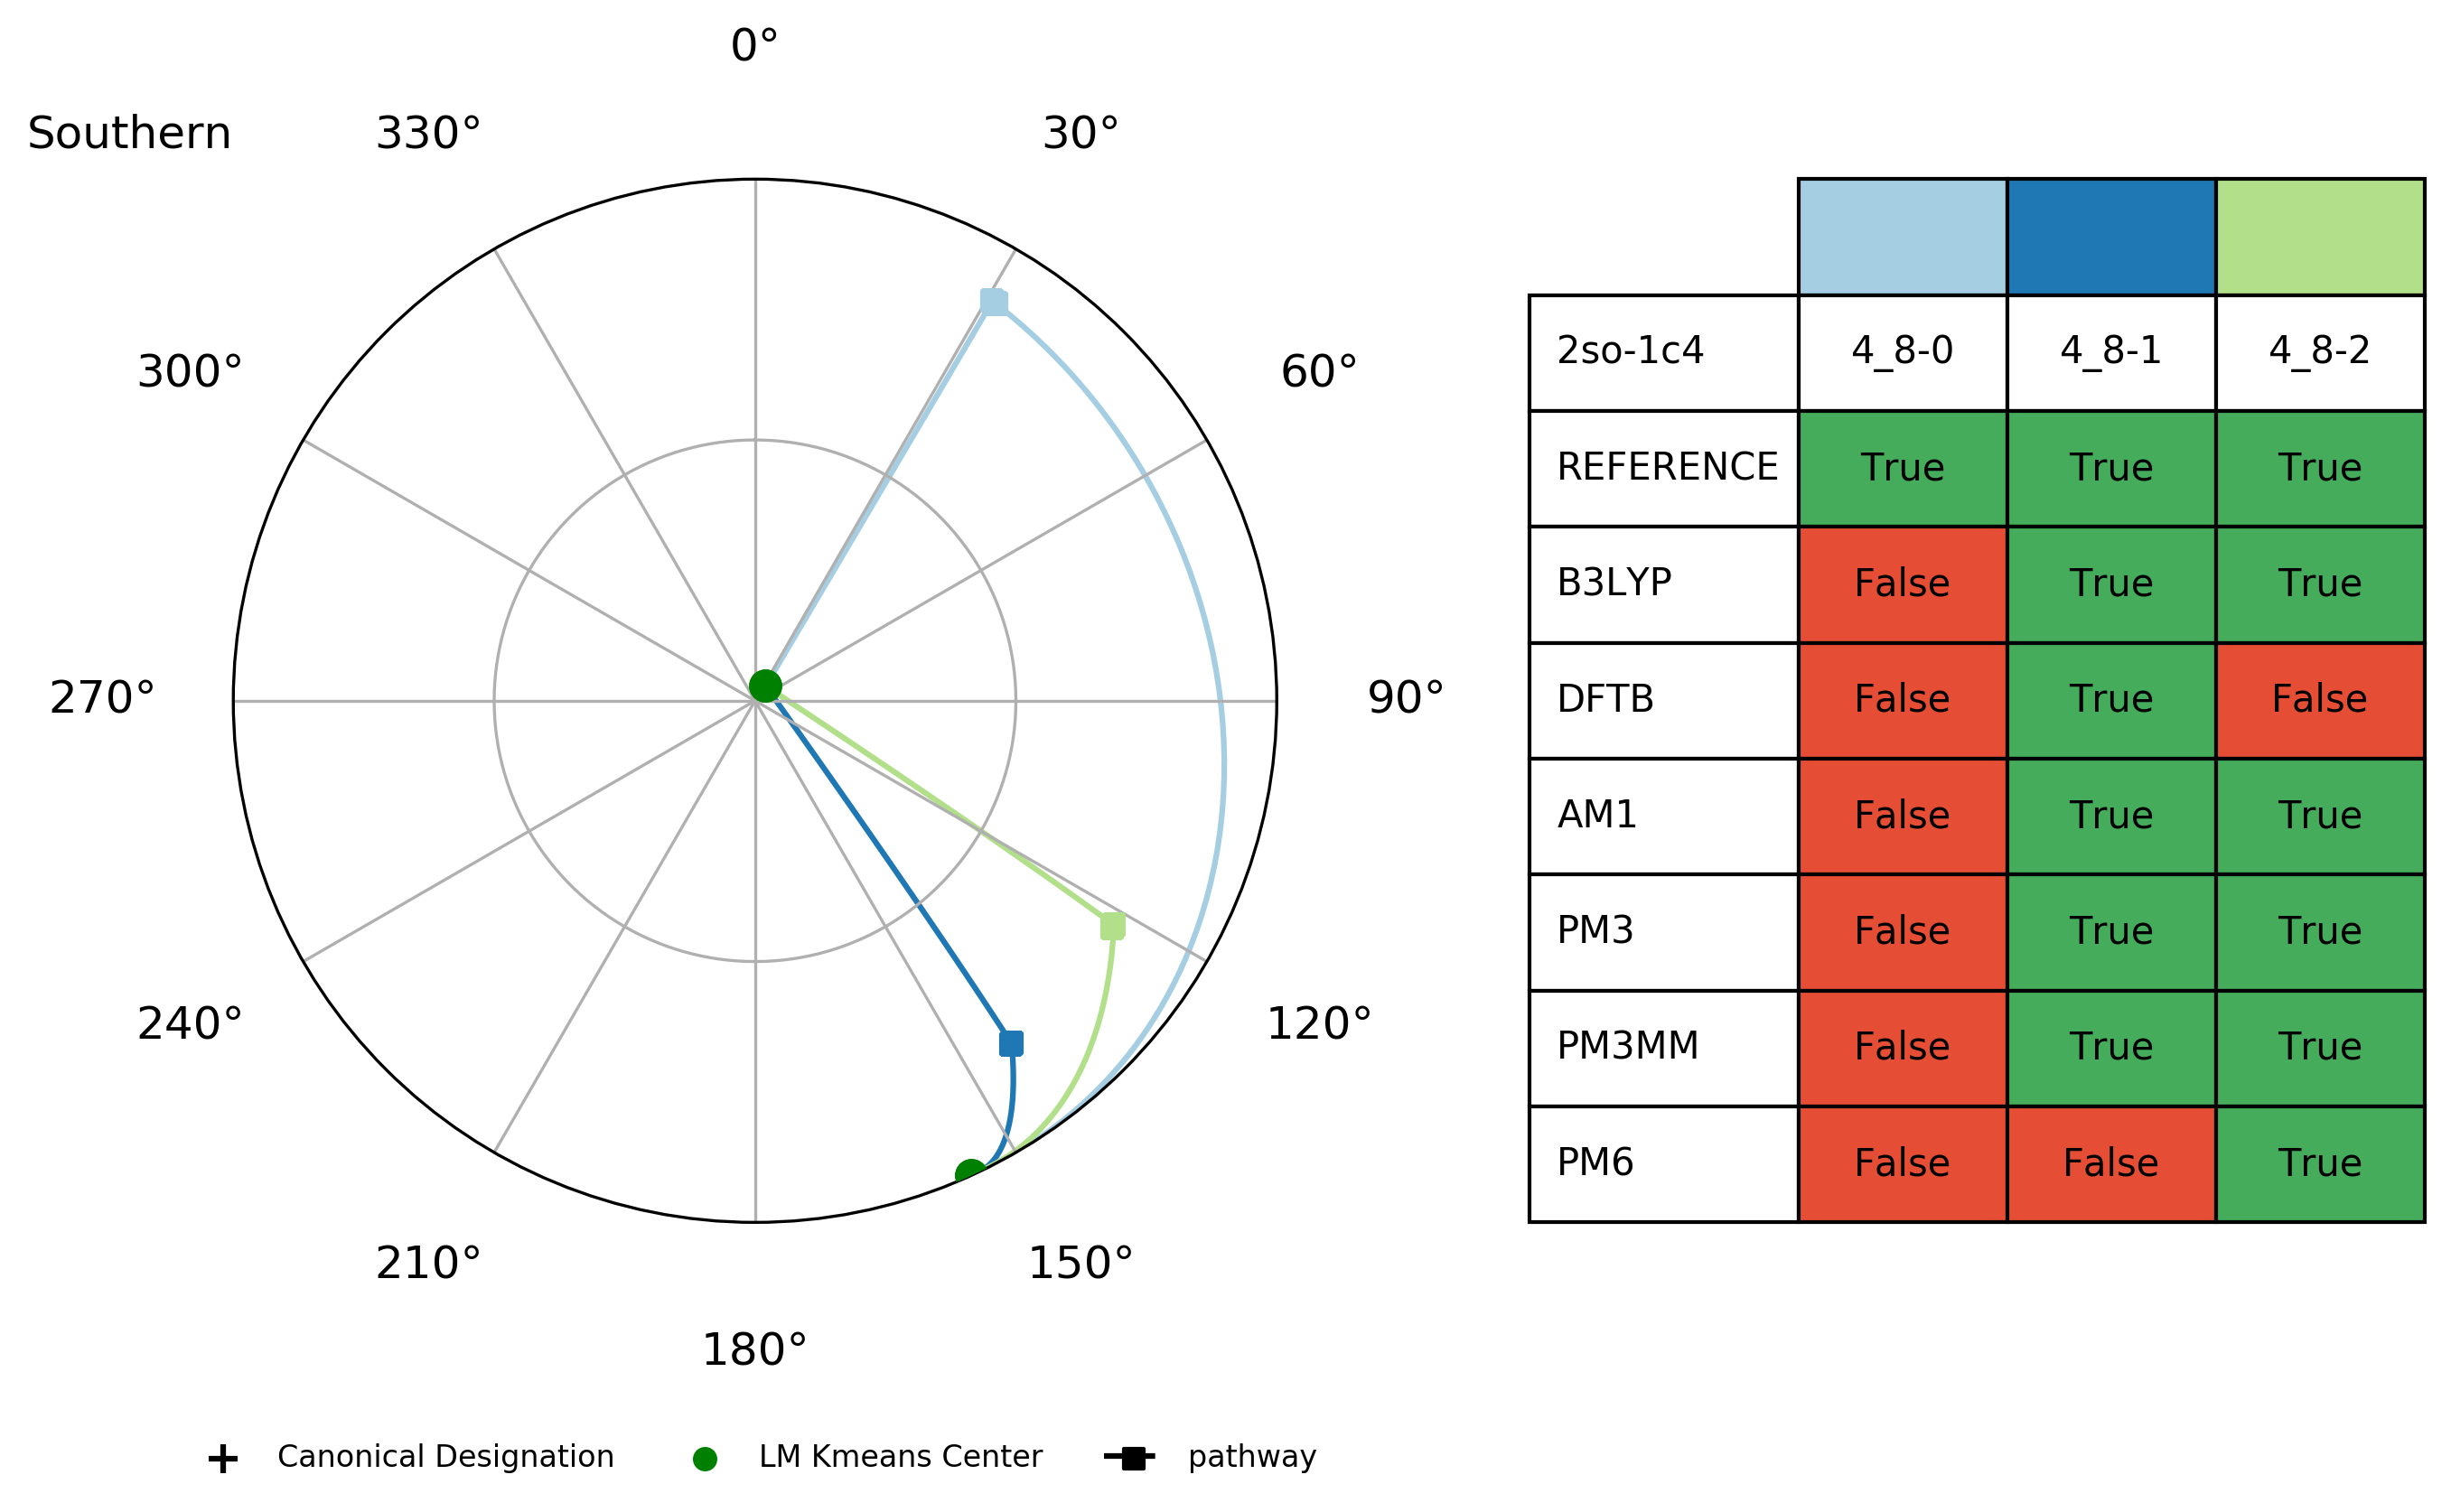 0°
Southern
330°
30°
300°
60°
270°
90°
240°
120°
210°
150°
180°
2so-1c4 4_8-0 4_8-1 4_8-2
REFERENCE True True True
B3LYP False True True
DFTB False True False
AM1 False True True
PM3 False True True
PM3MM False True True
PM6 False False True
Canonical Designation LM Kmeans Center pathway